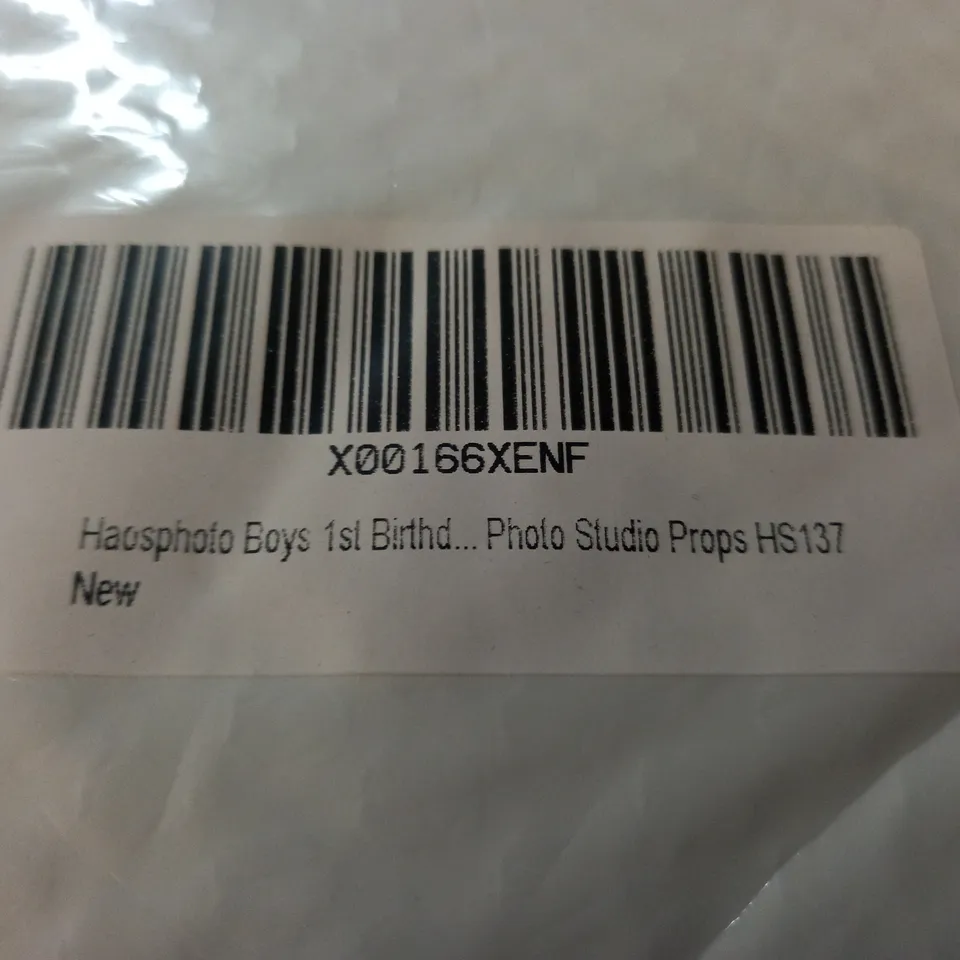 X00166XENF
Haosphoto Boys 1st Birthd... Photo Studio Props HS137
New